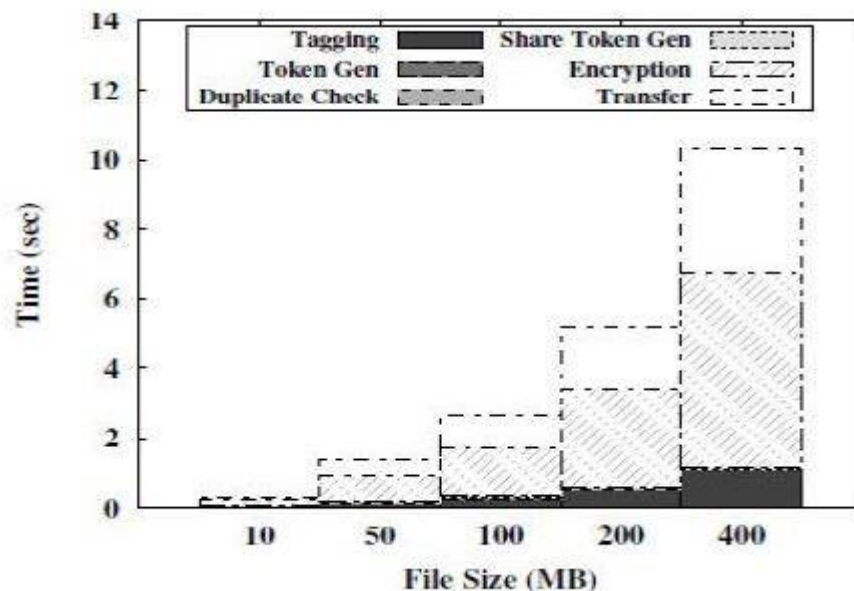 14
12
10
8
6
4
2
0
Time (sec)
Tagging
Token Gen
Duplicate Check
Share Token Gen
Encryption
Transfer
10 50 100 200 400
File Size (MB)